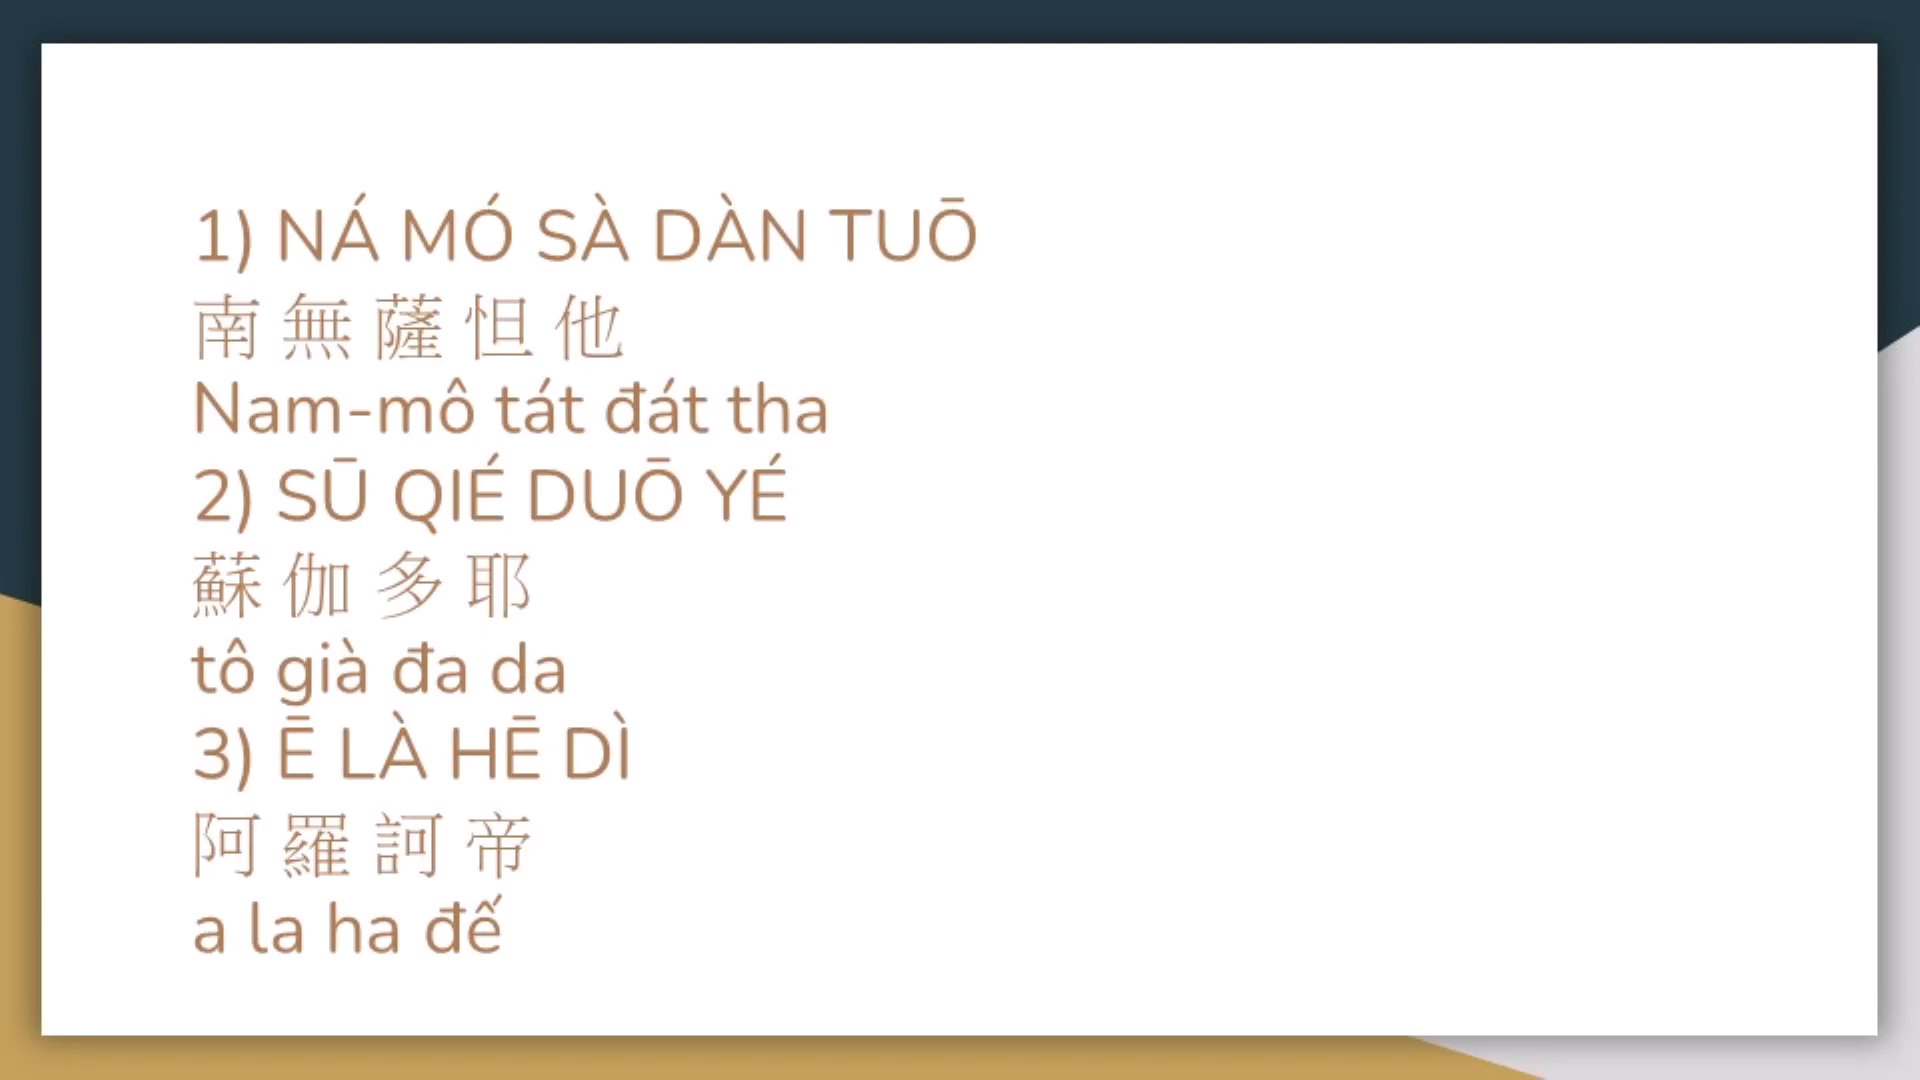 1) NÁ MÓ SÀ DÀN TUŌ
南 無 薩 怛 他
Nam-mô tát đát tha
2) SŪ QIÉ DUŌ YÉ
蘇 伽 多 耶
tô già đa da
3) Ē LÀ HĒ DÌ
阿 羅 訶 帝
a la ha đế